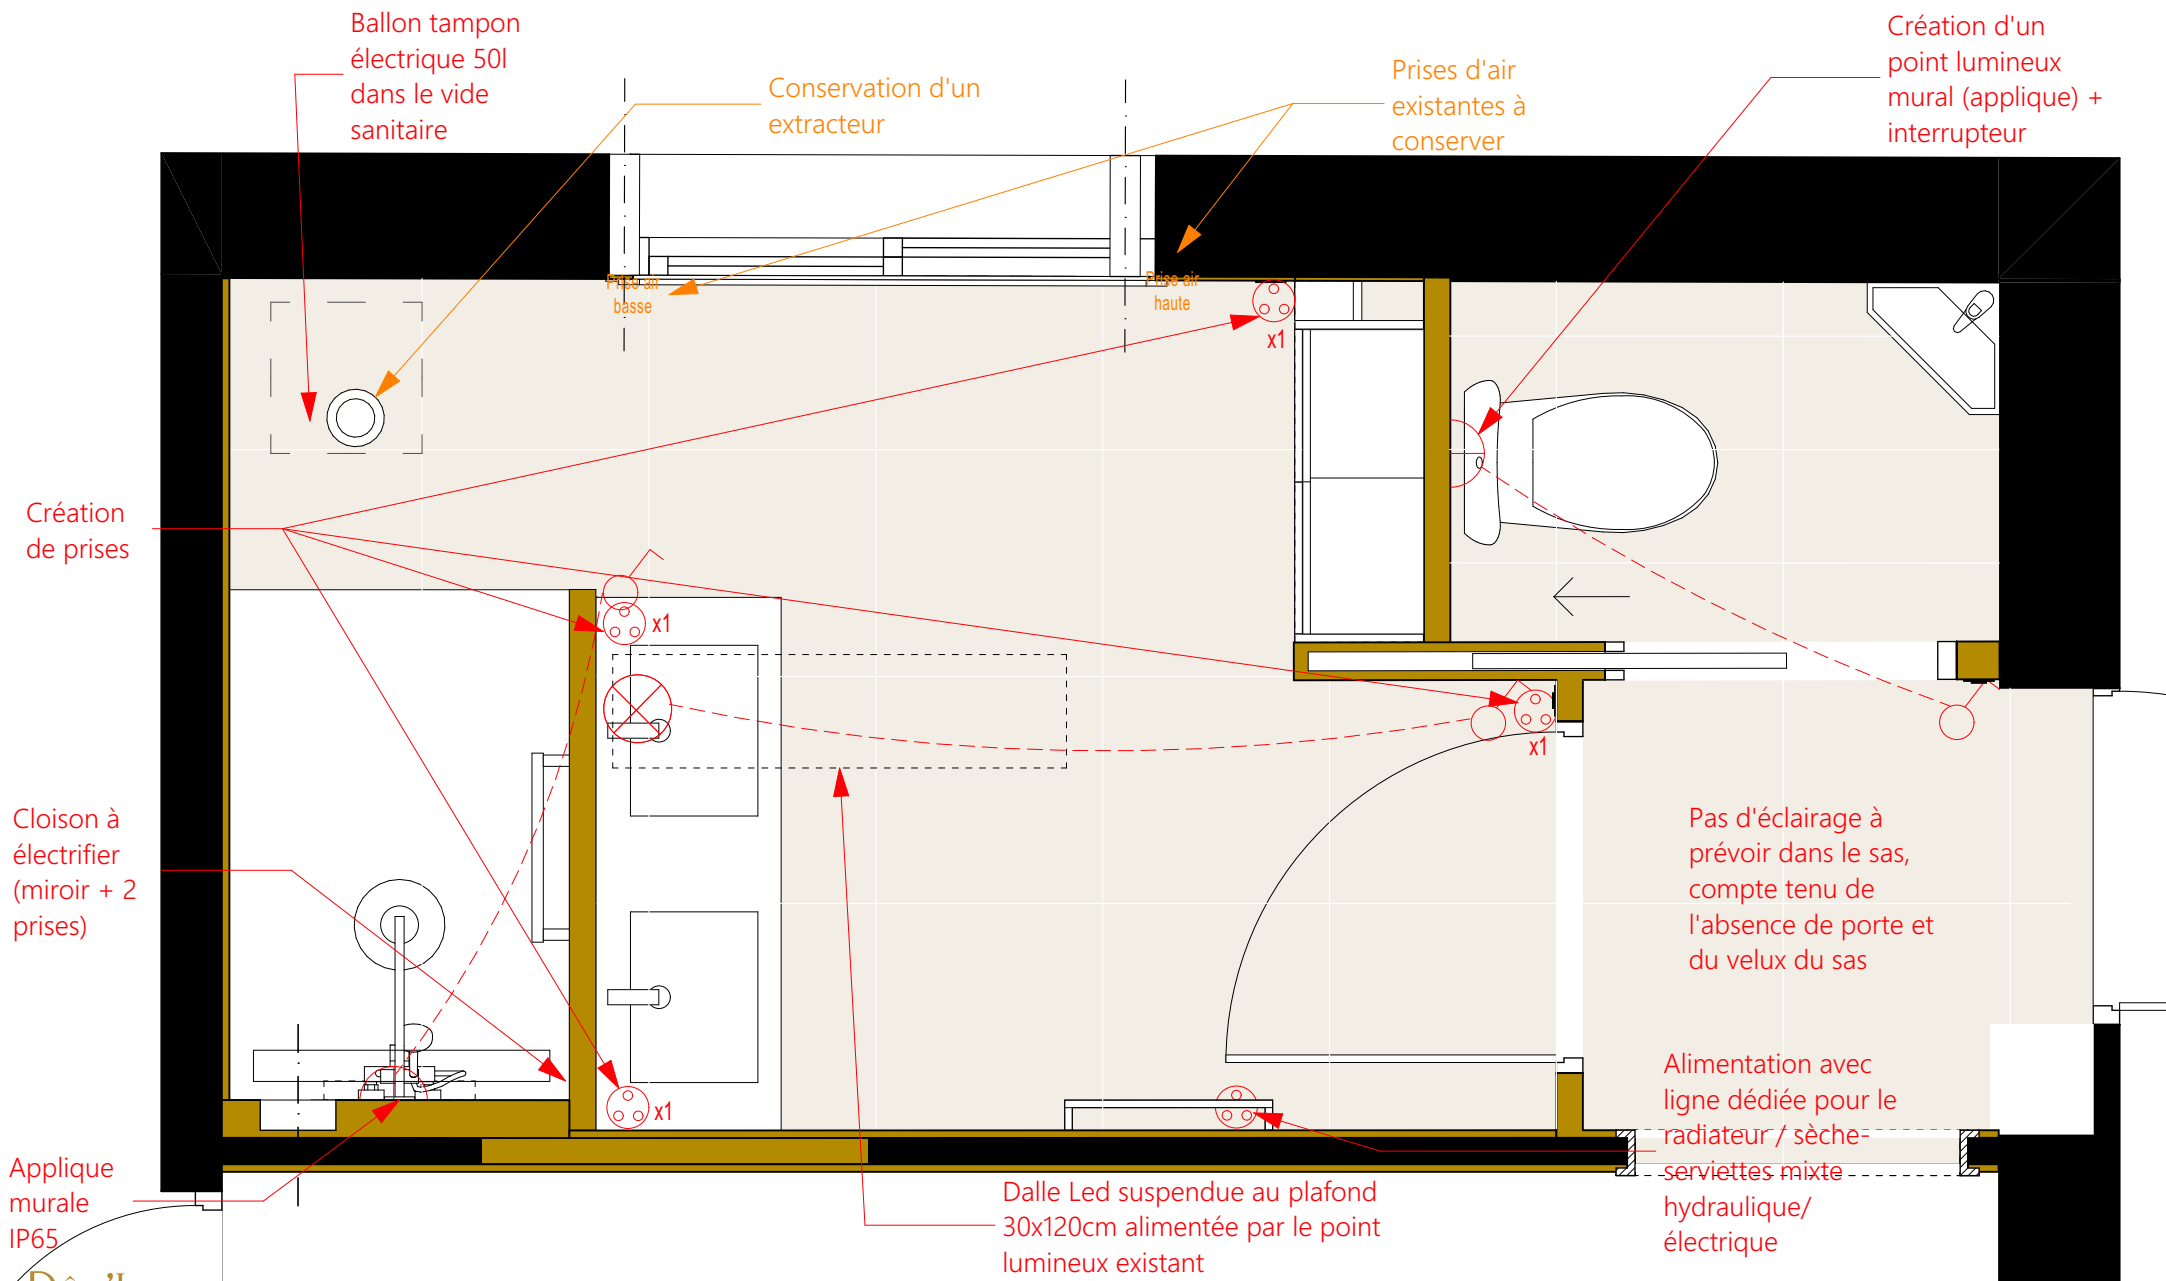 Ballon tampon
électrique 50l
dans le vide
sanitaire
Conservation d'un
extracteur
Prises d'air
existantes à
conserver
Création d'un
point lumineux
mural (applique) +
interrupteur
Prise air
basse
Prise air
haute
x1
Création
de prises
x1
x1
Cloison à
électrifier
(miroir + 2
prises)
Pas d'éclairage à
prévoir dans le sas,
compte tenu de
l'absence de porte et
du velux du sas
x1
Alimentation avec
ligne dédiée pour le
radiateur / sèche-
serviettes mixte
hydraulique/
électrique
Applique
murale
IP65
Dalle Led suspendue au plafond
30x120cm alimentée par le point
lumineux existant